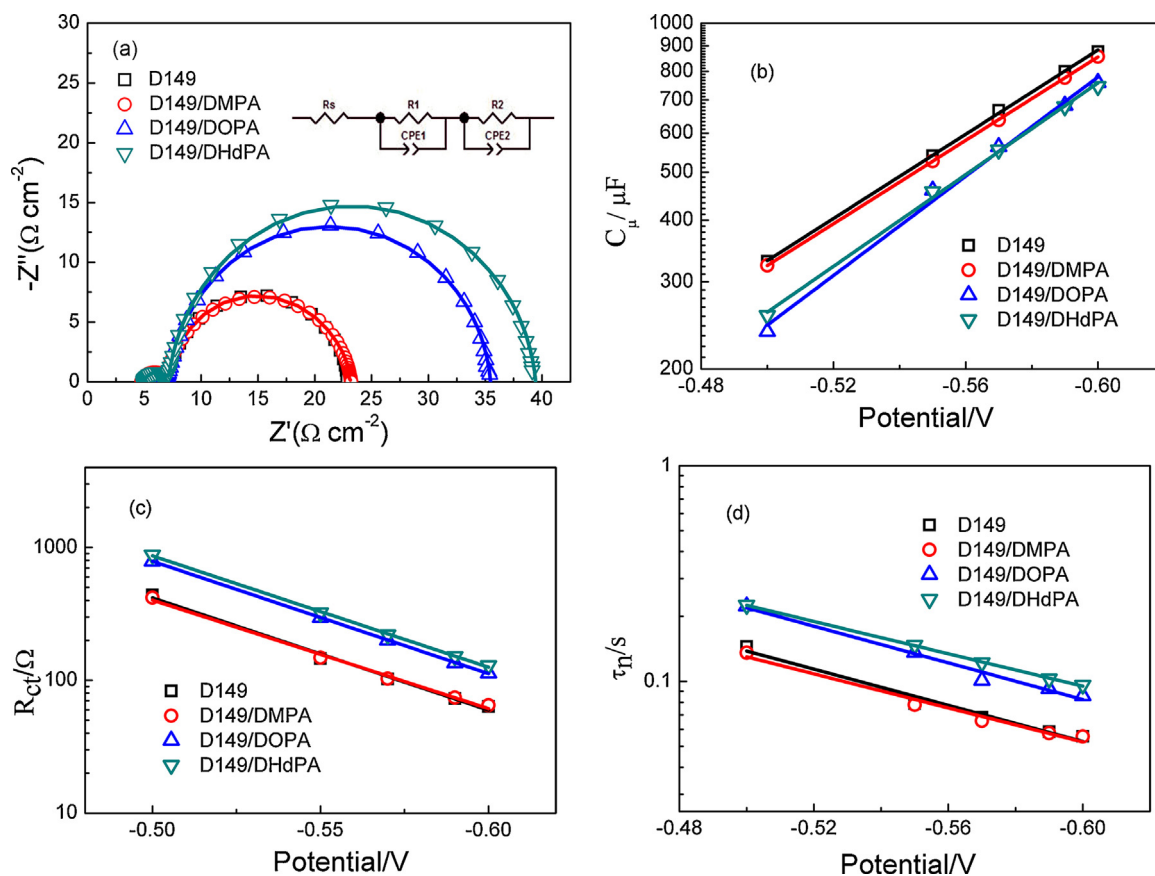 (a)
D149
D149/DMPA
D149/DOPA
D149/DHdPA
Rs
R1
R2
CPE1
CPE2
-30
-25
-20
-15
-10
-5
0
-Z''(Ω cm⁻²)
0 5 10 15 20 25 30 35 40
Z'(Ω cm⁻²)
(b)
1000
900
800
700
600
500
400
300
200
Cμ / μF
D149
D149/DMPA
D149/DOPA
D149/DHdPA
-0.48 -0.52 -0.56 -0.60
Potential/V
(c)
1000
100
10
Rct/Ω
D149
D149/DMPA
D149/DOPA
D149/DHdPA
-0.50 -0.55 -0.60
Potential/V
(d)
1
0.1
τn/s
D149
D149/DMPA
D149/DOPA
D149/DHdPA
-0.48 -0.52 -0.56 -0.60
Potential/V